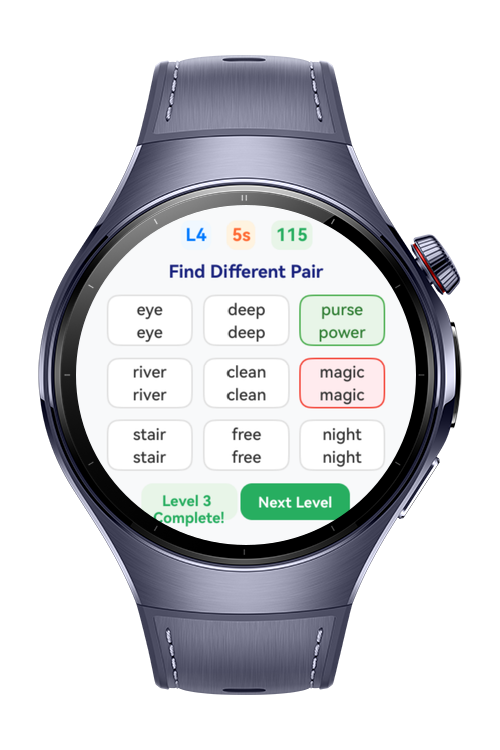 L4 5s 115
Find Different Pair
eye deep purse
eye deep power
river clean magic
river clean magic
stair free night
stair free night
Level 3
Complete!
Next Level